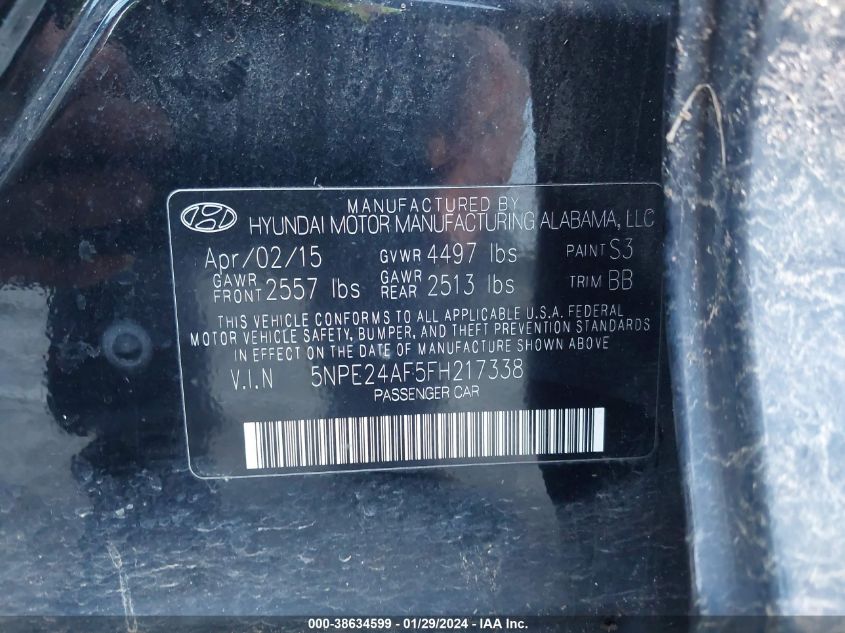 MANUFACTURED BY
HYUNDAI MOTOR MANUFACTURING ALABAMA, LLC
Apr/02/15 GVWR 4497 lbs PAINT S3
GAWR FRONT 2557 lbs GAWR REAR 2513 lbs TRIM BB
THIS VEHICLE CONFORMS TO ALL APPLICABLE U.S.A. FEDERAL
MOTOR VEHICLE SAFETY, BUMPER, AND THEFT PREVENTION STANDARDS
IN EFFECT ON THE DATE OF MANUFACTURE SHOWN ABOVE
V.I.N 5NPE24AF5FH217338
PASSENGER CAR
000-38634599 - 01/29/2024 - IAA Inc.